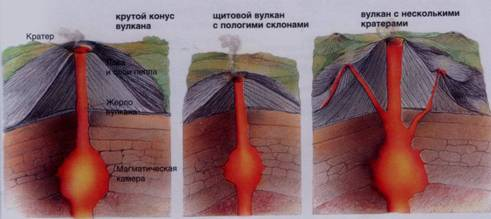 крутой конус
вулкана
щитовой вулкан
с пологими склонами
вулкан с несколькими
кратерами
Кратер
Лава
и слои пепла
Жерло
вулкана
Магматическая
камера